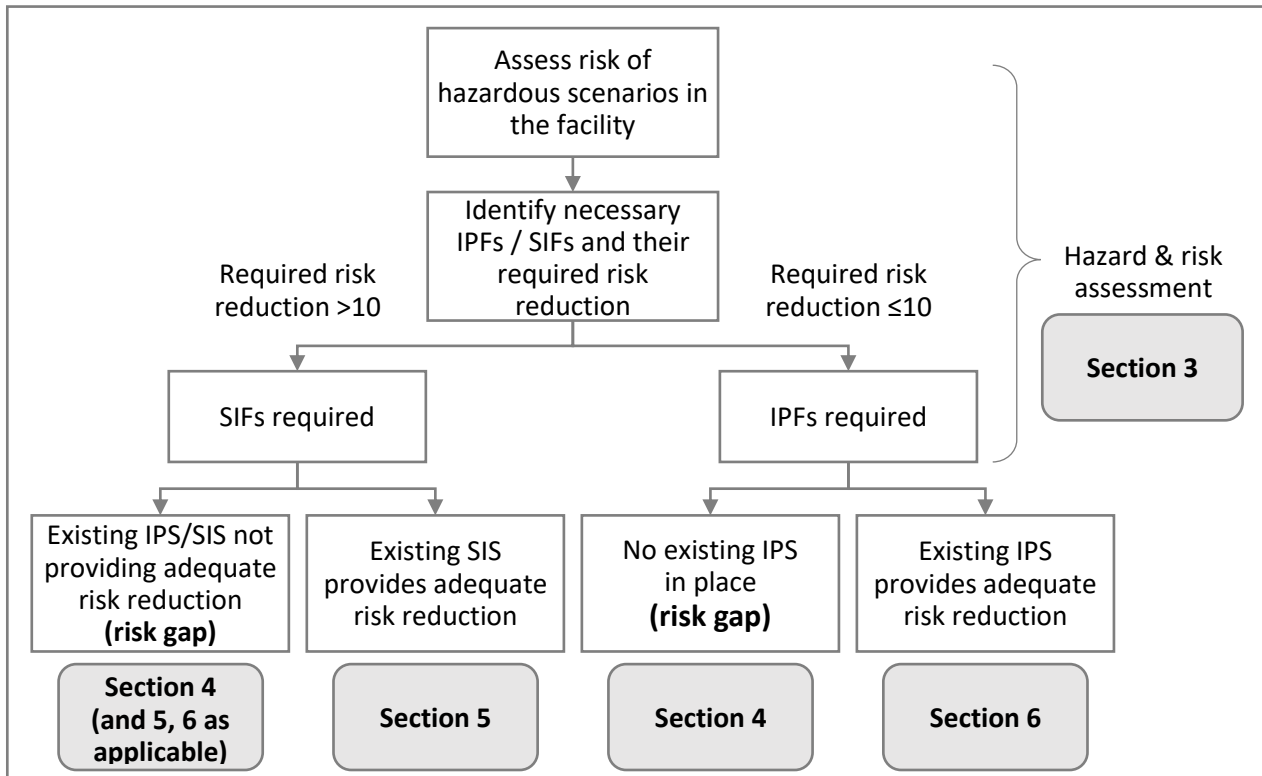 Assess risk of
hazardous scenarios in
the facility
Identify necessary
IPFs / SIFs and their
required risk
reduction
Required risk
reduction >10
Required risk
reduction ≤10
Hazard & risk
assessment
Section 3
SIFs required
IPFs required
Existing IPS/SIS not
providing adequate
risk reduction
(risk gap)
Existing SIS
provides adequate
risk reduction
No existing IPS
in place
(risk gap)
Existing IPS
provides adequate
risk reduction
Section 4
(and 5, 6 as
applicable)
Section 5
Section 4
Section 6